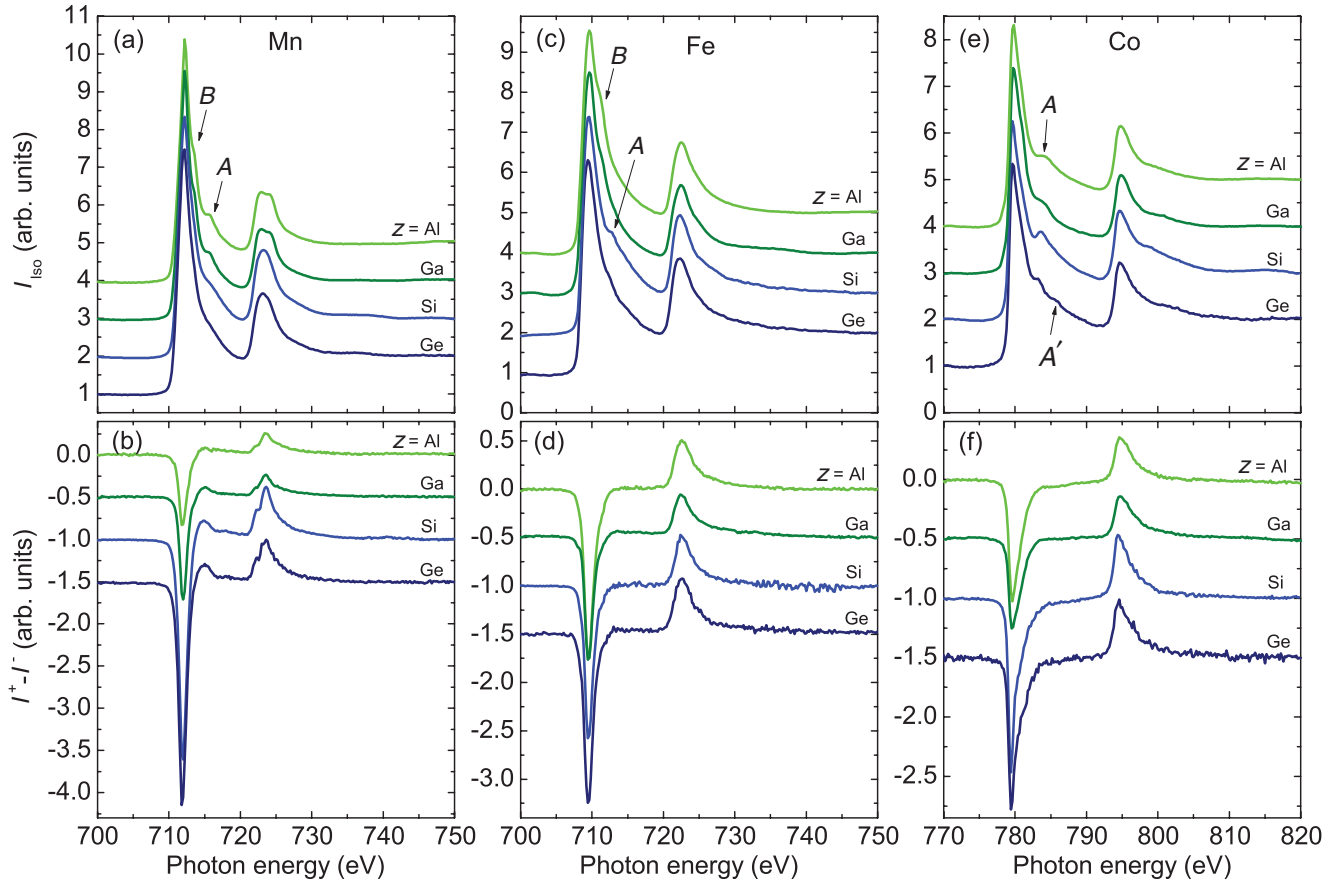 (a) Mn
B
A
z = Al
Ga
Si
Ge
11
10
9
8
7
6
5
4
3
2
1
I_Iso (arb. units)
(c) Fe
B
A
z = Al
Ga
Si
Ge
9
8
7
6
5
4
3
2
1
0
(e) Co
A
A′
z = Al
Ga
Si
Ge
8
7
6
5
4
3
2
1
0
(b)
z = Al
Ga
Si
Ge
0.0
-0.5
-1.0
-1.5
-2.0
-2.5
-3.0
-3.5
-4.0
I⁺-I⁻ (arb. units)
700 710 720 730 740 750
Photon energy (eV)
(d)
z = Al
Ga
Si
Ge
0.5
0.0
-0.5
-1.0
-1.5
-2.0
-2.5
-3.0
700 710 720 730 740 750
Photon energy (eV)
(f)
z = Al
Ga
Si
Ge
0.0
-0.5
-1.0
-1.5
-2.0
-2.5
770 780 790 800 810 820
Photon energy (eV)